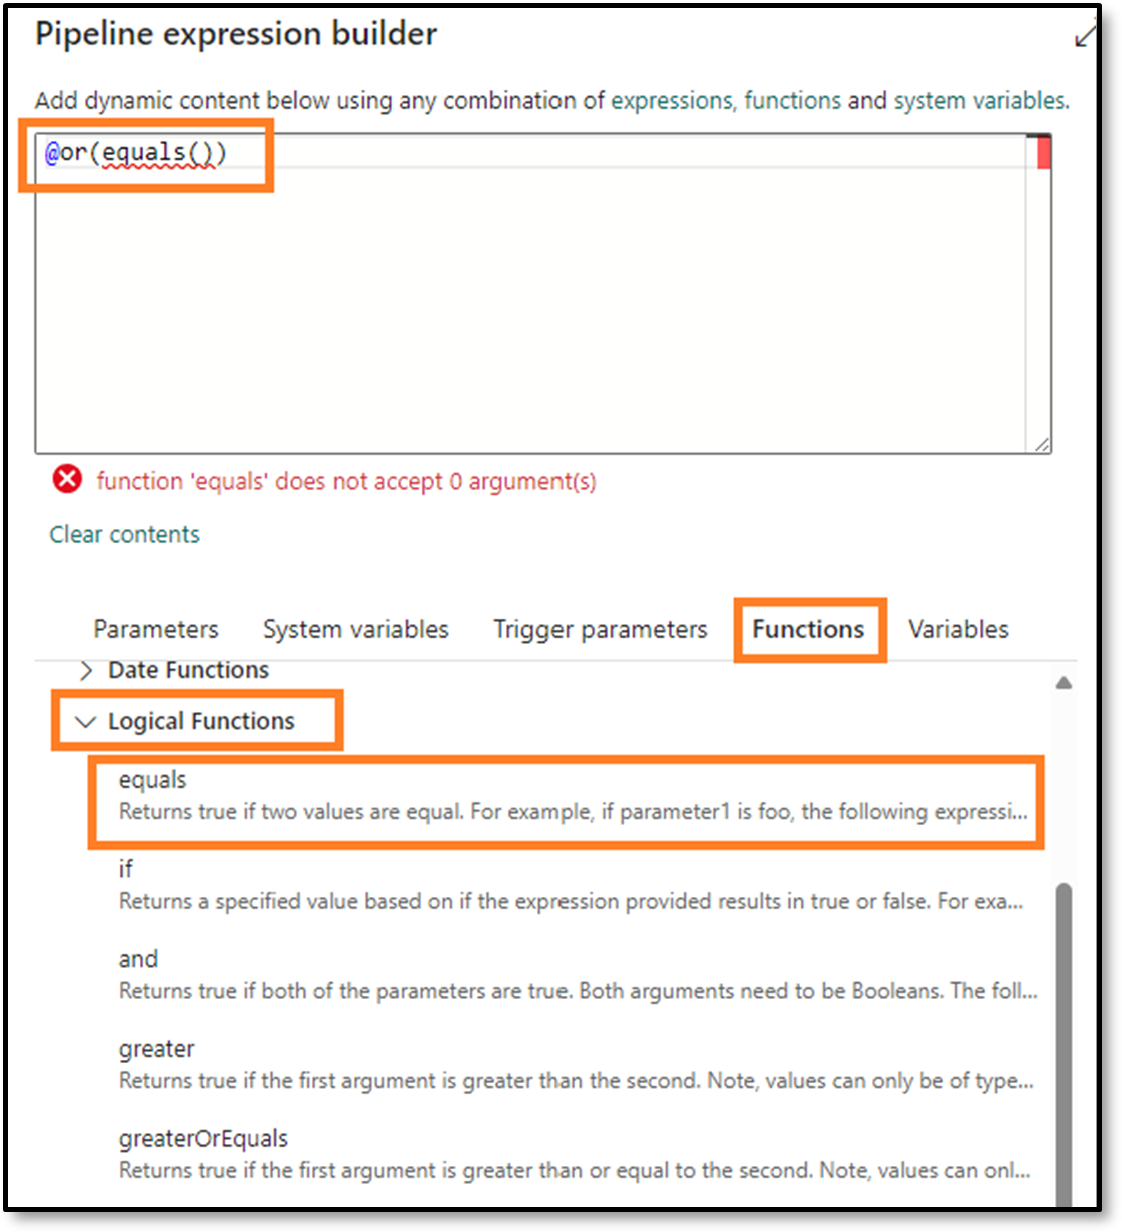 Pipeline expression builder
Add dynamic content below using any combination of expressions, functions and system variables.
@or(equals())
function 'equals' does not accept 0 argument(s)
Clear contents
Parameters System variables Trigger parameters Functions Variables
Date Functions
Logical Functions
equals
Returns true if two values are equal. For example, if parameter1 is foo, the following expressi...
if
Returns a specified value based on if the expression provided results in true or false. For exa...
and
Returns true if both of the parameters are true. Both arguments need to be Booleans. The foll...
greater
Returns true if the first argument is greater than the second. Note, values can only be of type...
greaterOrEquals
Returns true if the first argument is greater than or equal to the second. Note, values can onl...